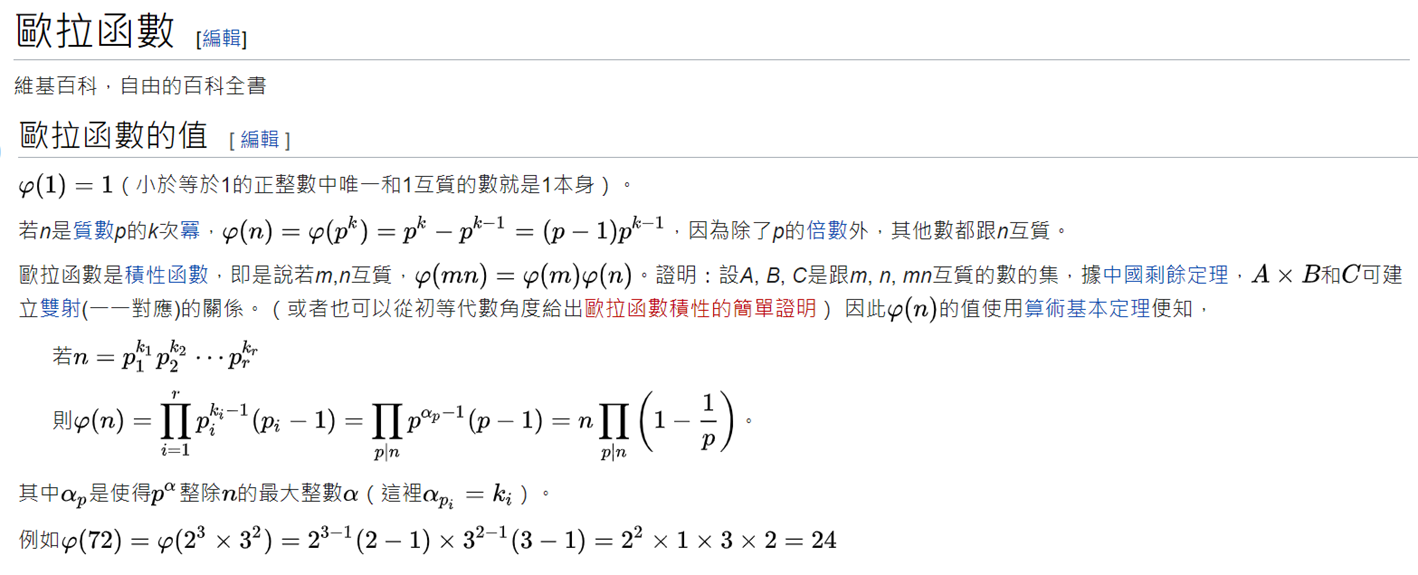 歐拉函數 [編輯]
維基百科，自由的百科全書
歐拉函數的值 [ 編輯 ]
φ(1) = 1（小於等於1的正整數中唯一和1互質的數就是1本身）。
若n是質數p的k次冪，φ(n) = φ(p^k) = p^k − p^{k−1} = (p − 1)p^{k−1}，因為除了p的倍數外，其他數都跟n互質。
歐拉函數是積性函數，即是說若m,n互質，φ(mn) = φ(m)φ(n)。證明：設A, B, C是跟m, n, mn互質的數的集，據中國剩餘定理，A × B和C可建
立雙射(一一對應)的關係。（或者也可以從初等代數角度給出歐拉函數積性的簡單證明） 因此φ(n)的值使用算術基本定理便知，
若n = p_1^{k_1} p_2^{k_2} ⋯ p_r^{k_r}
則φ(n) = ∏_{i=1}^{r} p_i^{k_i−1}(p_i − 1) = ∏_{p|n} p^{α_p−1}(p − 1) = n ∏_{p|n} (1 − 1/p)。
其中α_p是使得p^α整除n的最大整數α（這裡α_{p_i} = k_i）。
例如φ(72) = φ(2^3 × 3^2) = 2^{3−1}(2 − 1) × 3^{2−1}(3 − 1) = 2^2 × 1 × 3 × 2 = 24